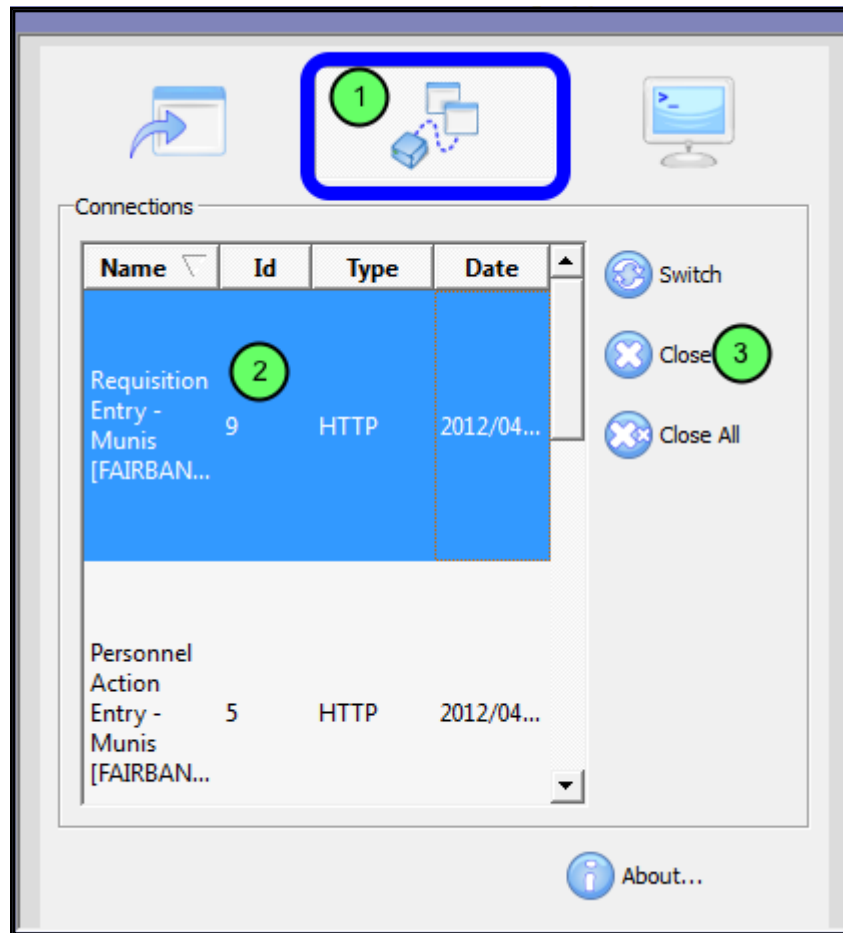 1
>_
Connections
Name Id Type Date
Switch
Close 3
Close All
2
Requisition
Entry -
Munis
[FAIRBAN...
9 HTTP 2012/04...
Personnel
Action
Entry -
Munis
[FAIRBAN...
5 HTTP 2012/04...
About...